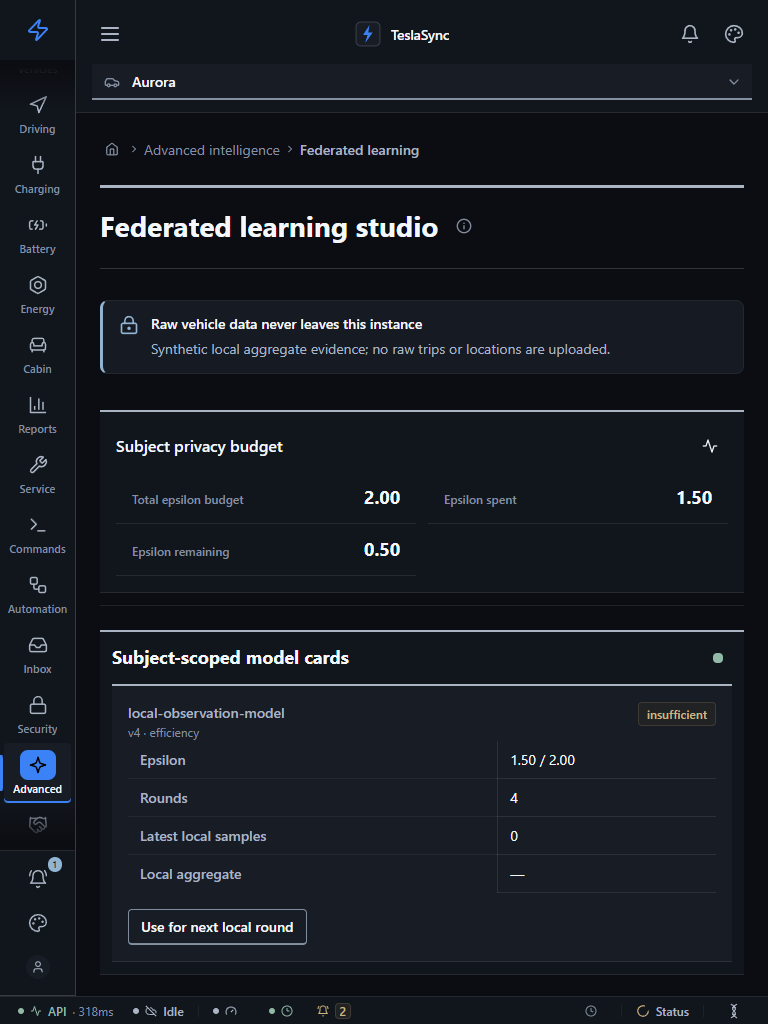 TeslaSync
Aurora
Driving
Charging
Battery
Energy
Cabin
Reports
Service
Commands
Automation
Inbox
Security
Advanced
1
Advanced intelligence
Federated learning
Federated learning studio
Raw vehicle data never leaves this instance
Synthetic local aggregate evidence; no raw trips or locations are uploaded.
Subject privacy budget
Total epsilon budget 2.00
Epsilon spent 1.50
Epsilon remaining 0.50
Subject-scoped model cards
local-observation-model
insufficient
v4 · efficiency
Epsilon 1.50 / 2.00
Rounds 4
Latest local samples 0
Local aggregate —
Use for next local round
API · 318ms Idle 2 Status